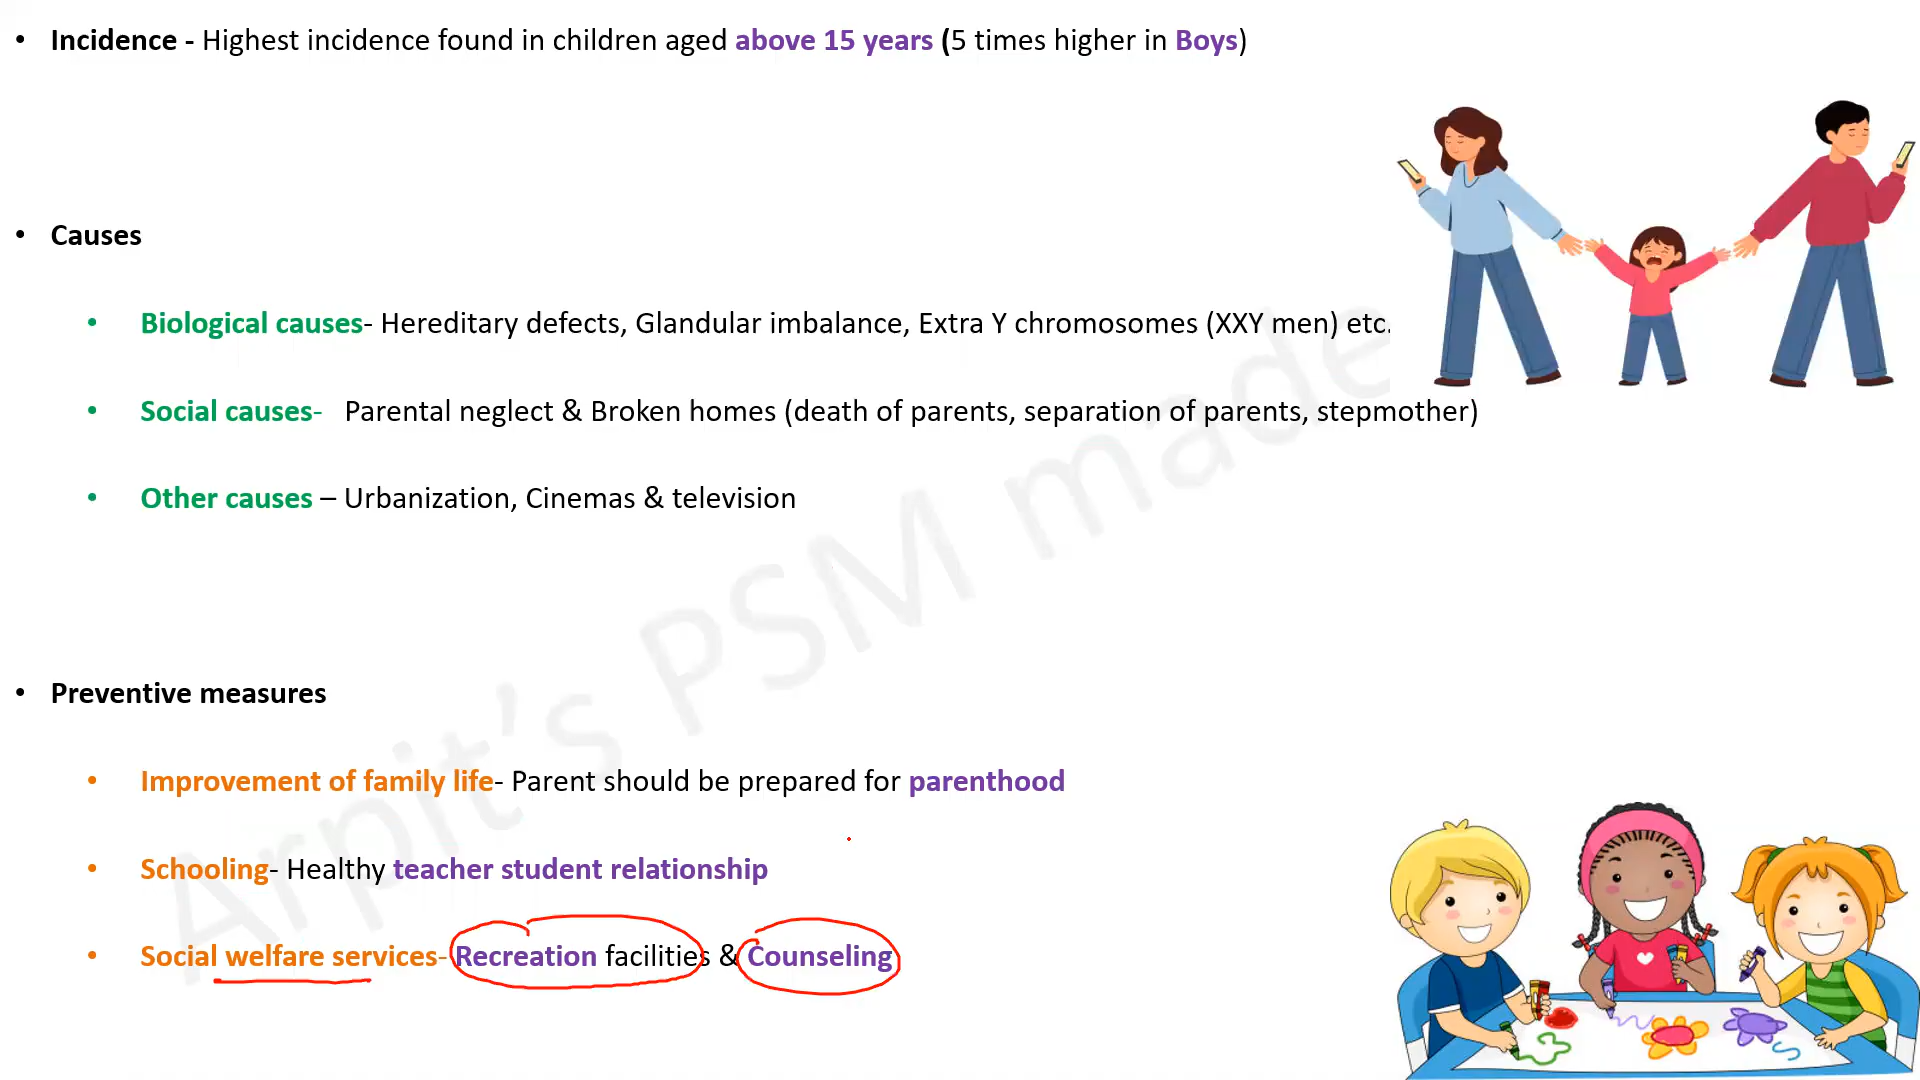 • Incidence - Highest incidence found in children aged above 15 years (5 times higher in Boys)
• Causes
• Biological causes- Hereditary defects, Glandular imbalance, Extra Y chromosomes (XXY men) etc.
• Social causes- Parental neglect & Broken homes (death of parents, separation of parents, stepmother)
• Other causes – Urbanization, Cinemas & television
• Preventive measures
• Improvement of family life- Parent should be prepared for parenthood
• Schooling- Healthy teacher student relationship
• Social welfare services- Recreation facilities & Counseling
Arpit's PSM made